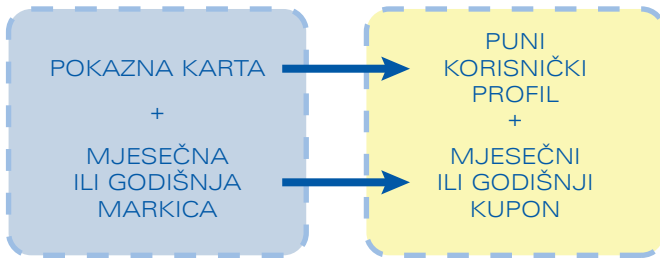 POKAZNA KARTA
+
MJESEČNA
ILI GODIŠNJA
MARKICA
PUNI
KORISNIČKI
PROFIL
+
MJESEČNI
ILI GODIŠNJI
KUPON